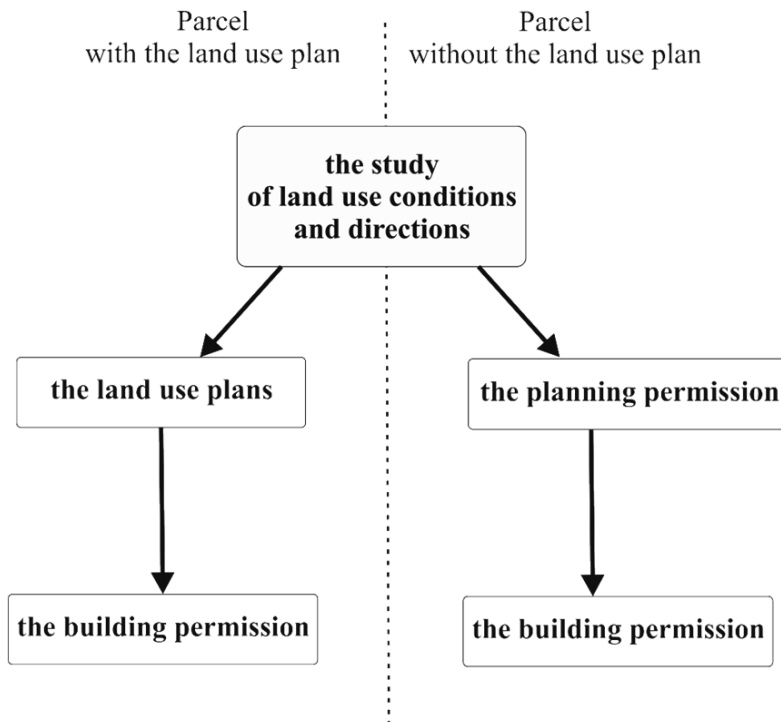 Parcel
with the land use plan
Parcel
without the land use plan
the study
of land use conditions
and directions
the land use plans
the planning permission
the building permission
the building permission